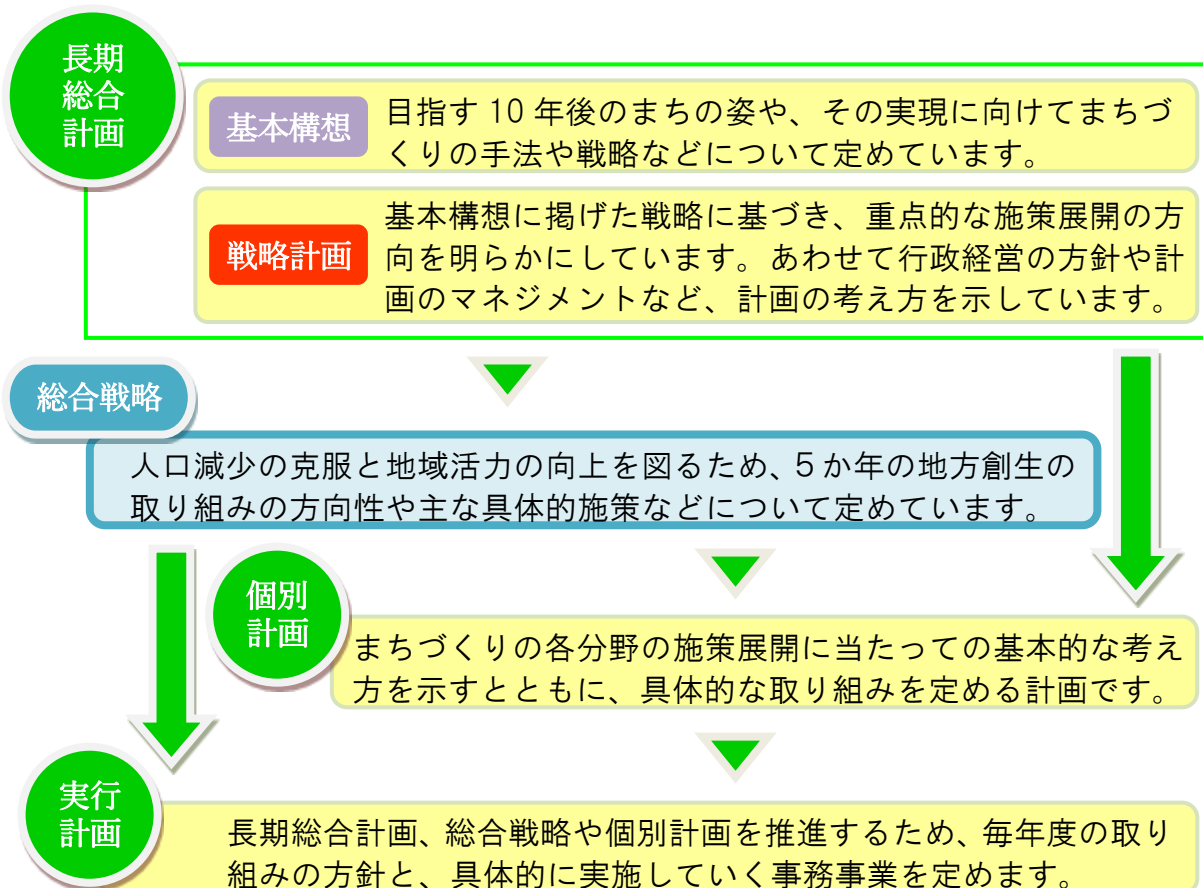 長期
総合
計画
基本構想
目指す 10 年後のまちの姿や、その実現に向けてまちづ
くりの手法や戦略などについて定めています。
戦略計画
基本構想に掲げた戦略に基づき、重点的な施策展開の方
向を明らかにしています。あわせて行政経営の方針や計
画のマネジメントなど、計画の考え方を示しています。
総合戦略
人口減少の克服と地域活力の向上を図るため、5か年の地方創生の
取り組みの方向性や主な具体的施策などについて定めています。
個別
計画
まちづくりの各分野の施策展開に当たっての基本的な考え
方を示すとともに、具体的な取り組みを定める計画です。
実行
計画
長期総合計画、総合戦略や個別計画を推進するため、毎年度の取り
組みの方針と、具体的に実施していく事務事業を定めます。